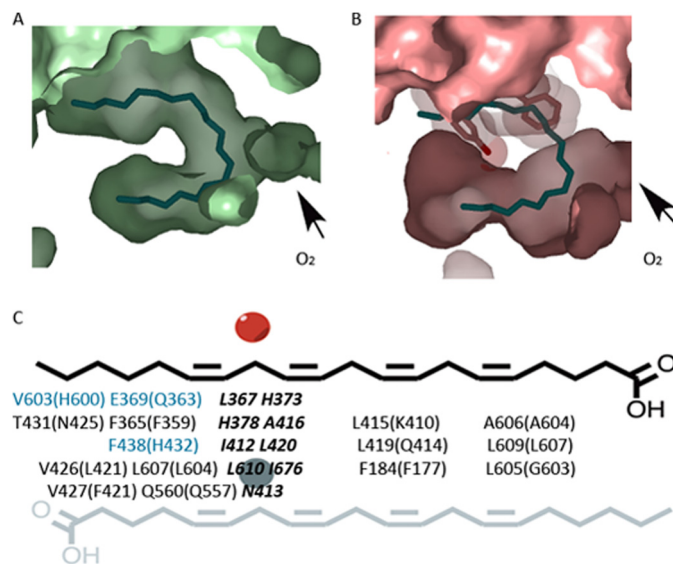 A
B
O₂
O₂
C
O
OH
V603(H600) E369(Q363) L367 H373
T431(N425) F365(F359) H378 A416 L415(K410) A606(A604)
F438(H432) I412 L420 L419(Q414) L609(L607)
V426(L421) L607(L604) L610 I676 F184(F177) L605(G603)
V427(F421) Q560(Q557) N413
O
OH